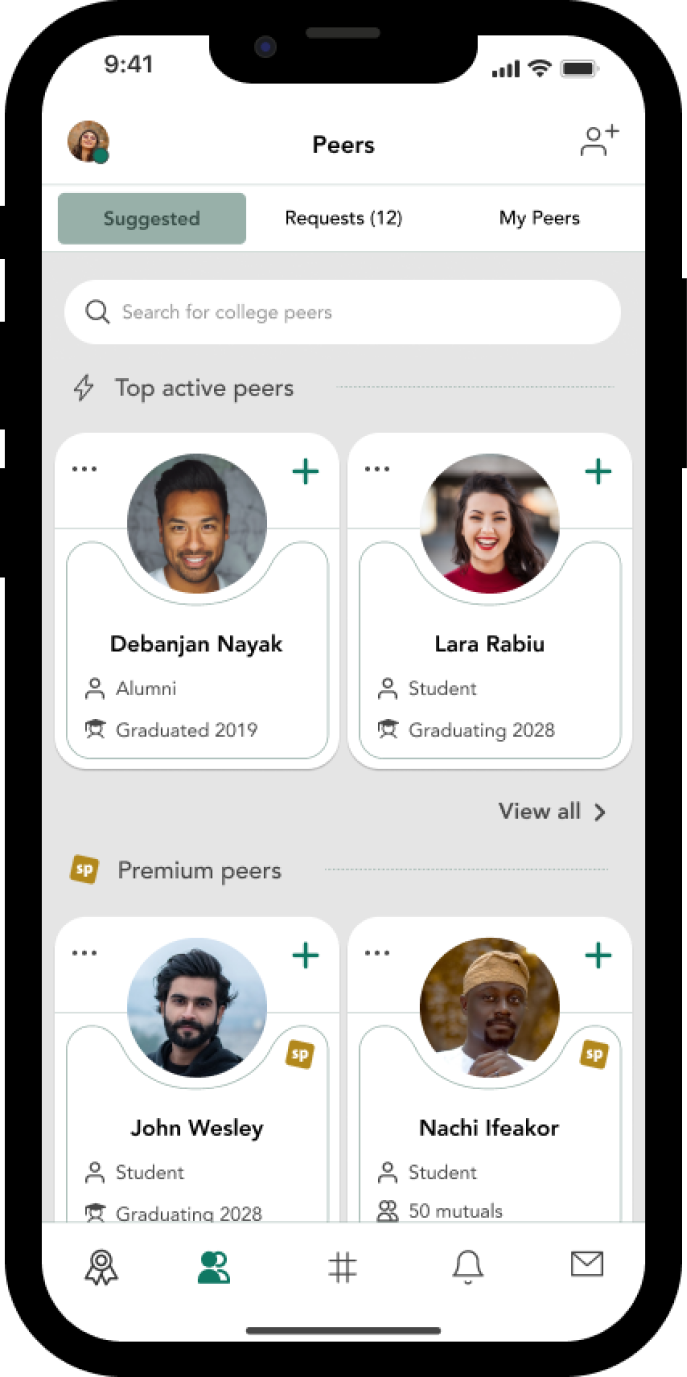 9:41
Peers
Suggested
Requests (12)
My Peers
Search for college peers
Top active peers
Debanjan Nayak
Lara Rabiu
Alumni
Student
Graduated 2019
Graduating 2028
View all
sp Premium peers
sp
sp
John Wesley
Nachi Ifeakor
Student
Student
Graduating 2028
50 mutuals